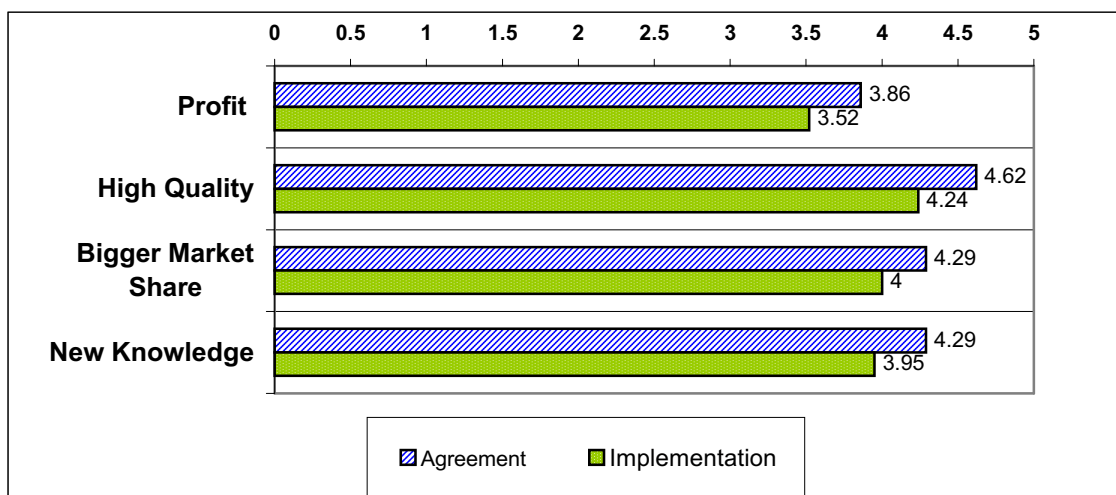 0 0.5 1 1.5 2 2.5 3 3.5 4 4.5 5
Profit
3.86
3.52
High Quality
4.62
4.24
Bigger Market
Share
4.29
4
New Knowledge
4.29
3.95
Agreement Implementation